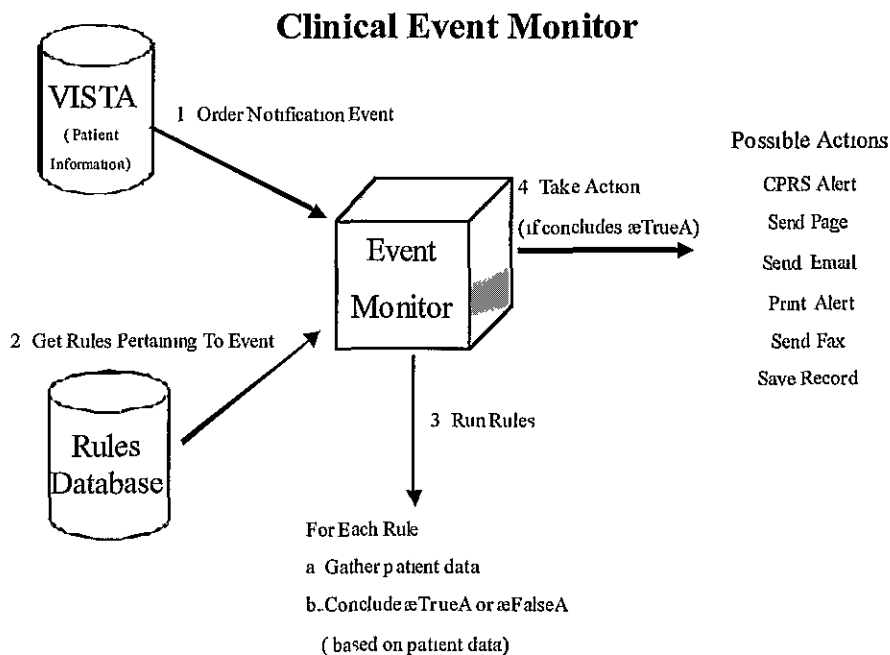 Clinical Event Monitor
VISTA
( Patient
Information)
1 Order Notification Event
2 Get Rules Pertaining To Event
Rules
Database
Event
Monitor
3 Run Rules
For Each Rule
a Gather patient data
b. Conclude æTrueA or æFalseA
( based on patient data)
4 Take Action
(if concludes æTrueA)
Possible Actions
CPRS Alert
Send Page
Send Email
Print Alert
Send Fax
Save Record